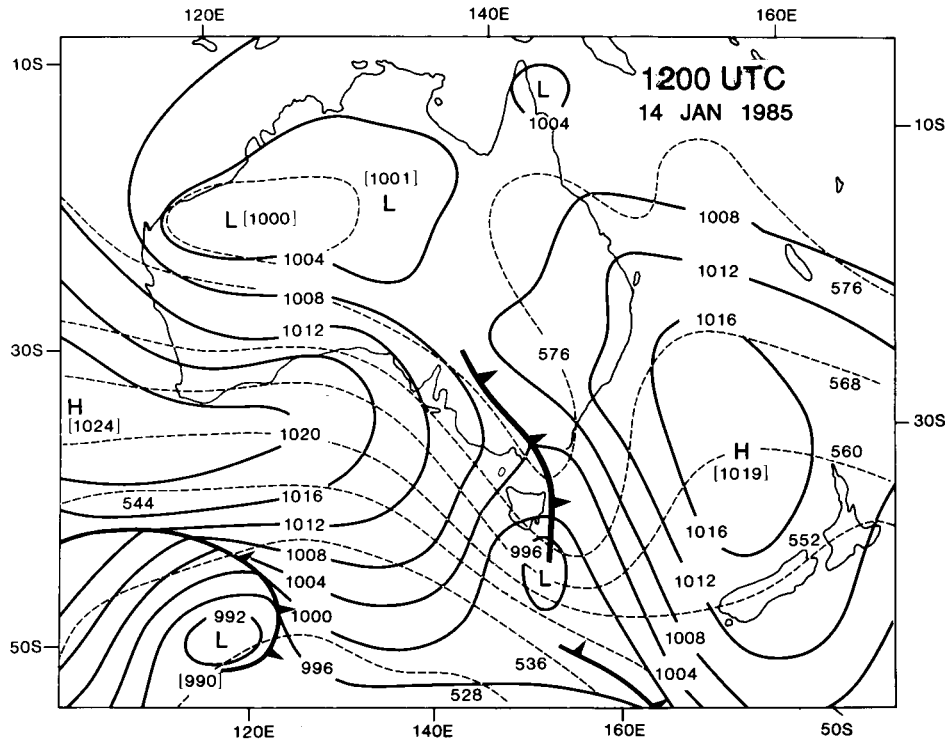 120E 140E 160E
10S
L
1200 UTC
14 JAN 1985
1004
10S
[1001]
L
L [1000]
1008
1004
1012
576
1008
1016
1012
30S
576
568
H
[1024]
30S
1020
H
560
[1019]
1016
544
1016
1012
996
552
1008
L
1012
1004
992
1000
L
1008
50S
996
536
1004
[990]
528
120E 140E 160E 50S